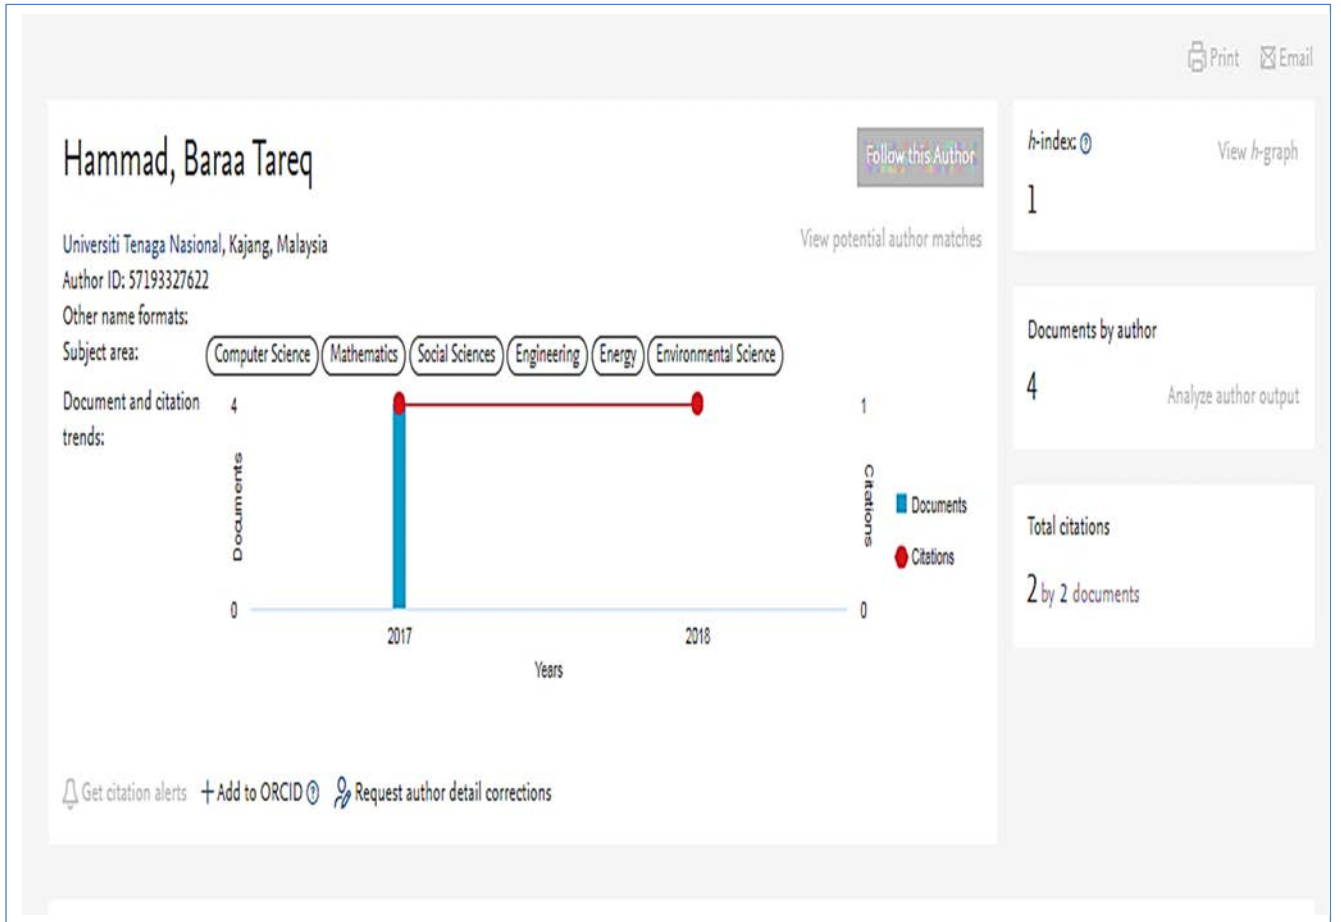 Print Email
Hammad, Baraa Tareq
Follow this Author
Universiti Tenaga Nasional, Kajang, Malaysia
View potential author matches
Author ID: 57193327622
Other name formats:
Subject area: Computer Science Mathematics Social Sciences Engineering Energy Environmental Science
Document and citation
trends:
4
1
Documents
Citations
Documents
Citations
0
0
2017
2018
Years
Get citation alerts +Add to ORCID Request author detail corrections
h-index:
View h-graph
1
Documents by author
4
Analyze author output
Total citations
2 by 2 documents